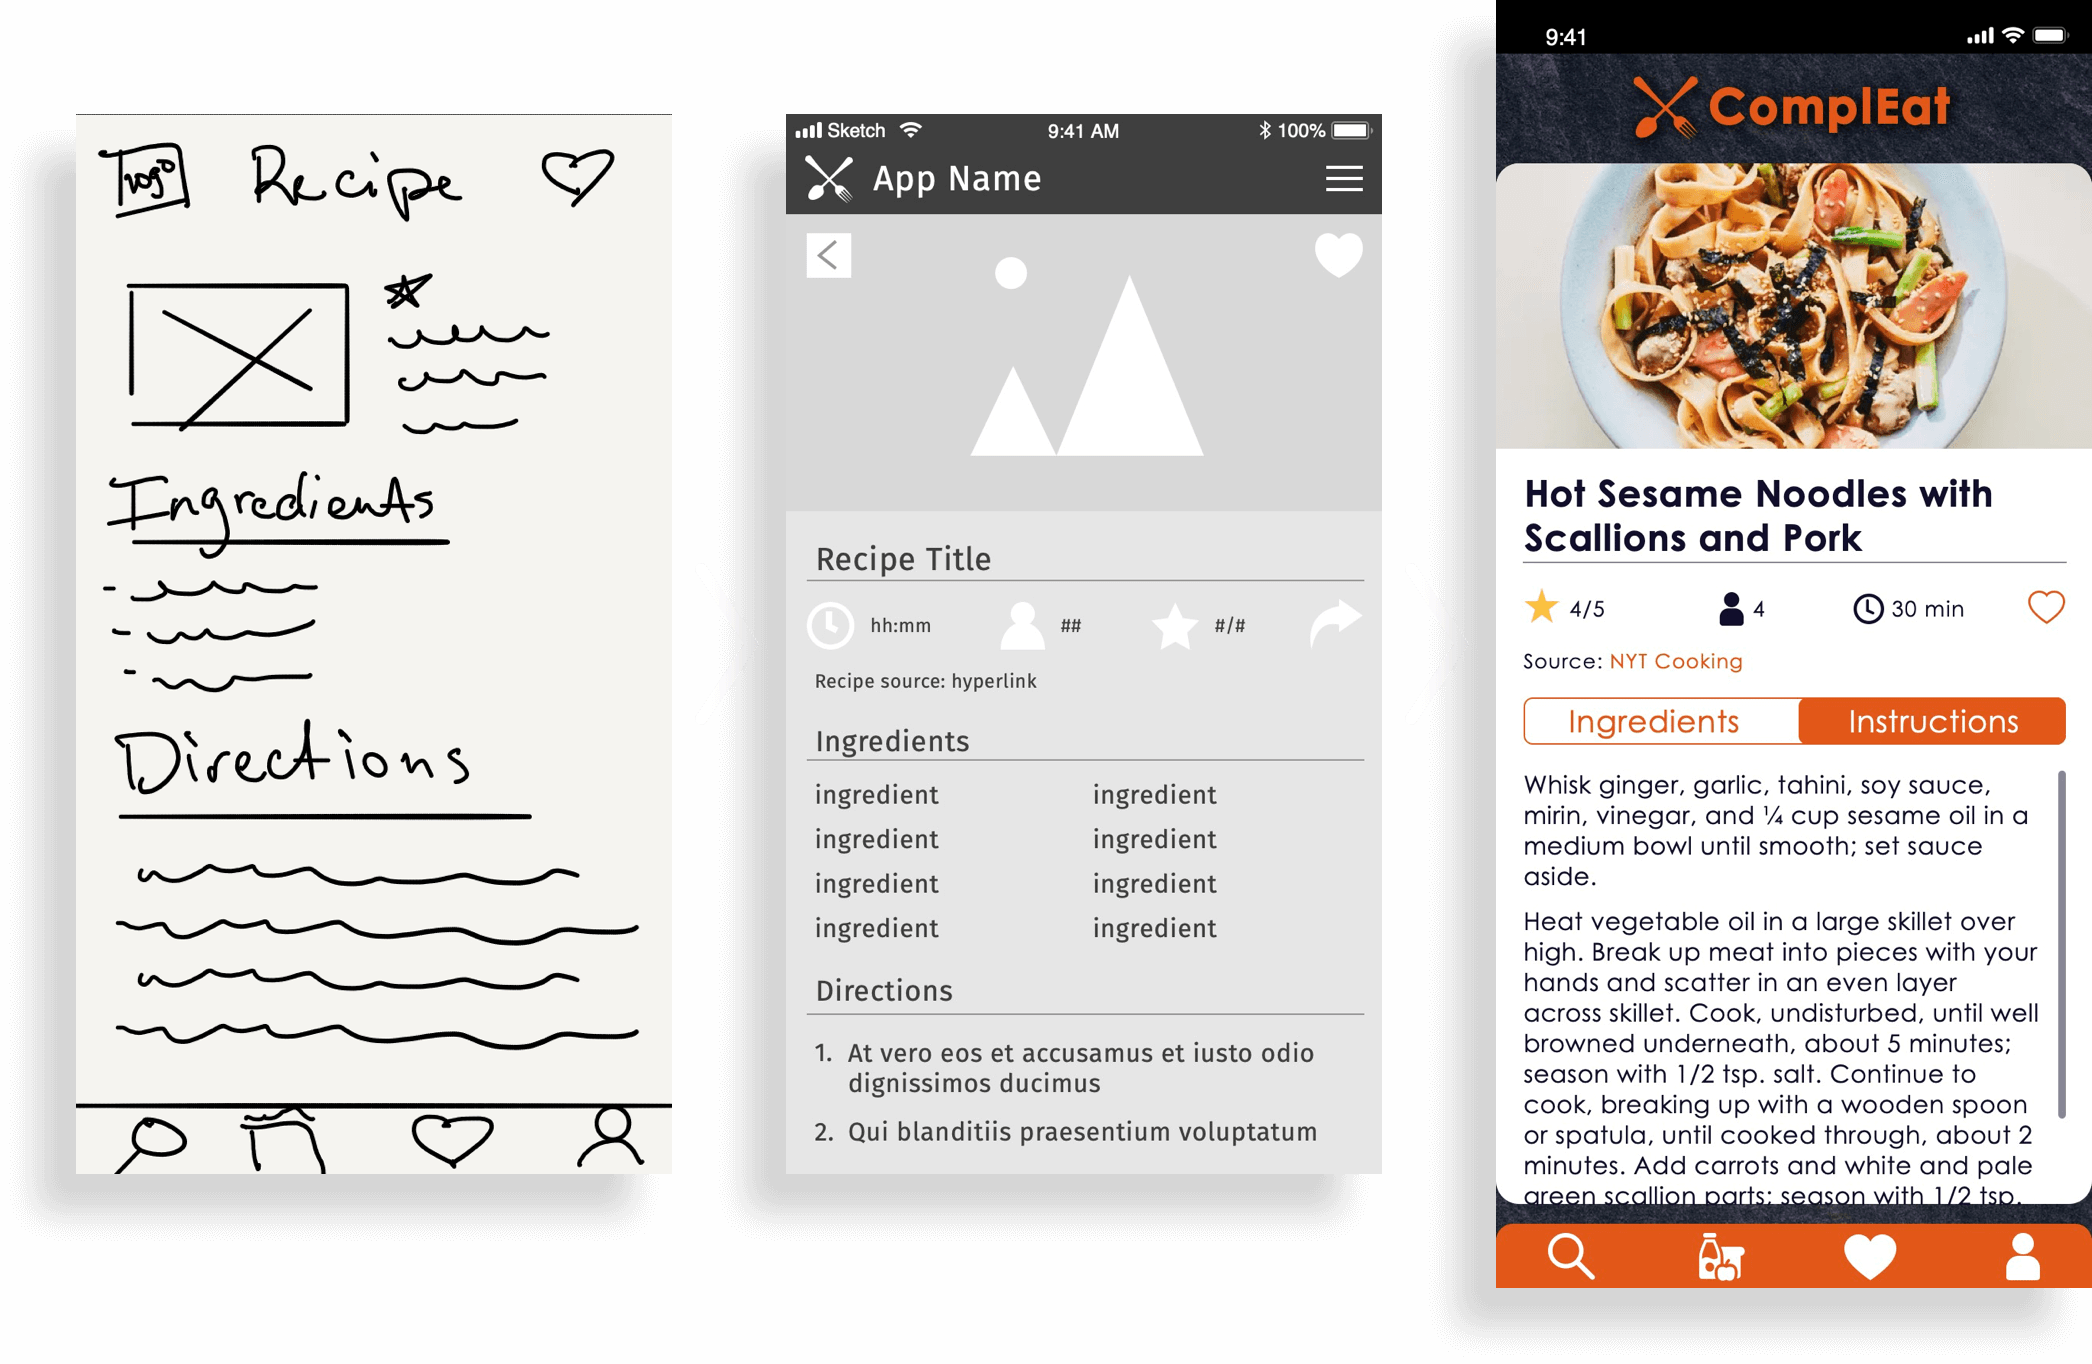 Logo Recipe
Ingredients
Directions
Sketch 9:41 AM 100%
App Name
Recipe Title
hh:mm ## #/#
Recipe source: hyperlink
Ingredients
ingredient ingredient
ingredient ingredient
ingredient ingredient
ingredient ingredient
Directions
1. At vero eos et accusamus et iusto odio
dignissimos ducimus
2. Qui blanditiis praesentium voluptatum
9:41
ComplEat
Hot Sesame Noodles with
Scallions and Pork
4/5 4 30 min
Source: NYT Cooking
Ingredients Instructions
Whisk ginger, garlic, tahini, soy sauce,
mirin, vinegar, and ¼ cup sesame oil in a
medium bowl until smooth; set sauce
aside.
Heat vegetable oil in a large skillet over
high. Break up meat into pieces with your
hands and scatter in an even layer
across skillet. Cook, undisturbed, until well
browned underneath, about 5 minutes;
season with 1/2 tsp. salt. Continue to
cook, breaking up with a wooden spoon
or spatula, until cooked through, about 2
minutes. Add carrots and white and pale
green scallion parts; season with 1/2 tsp.